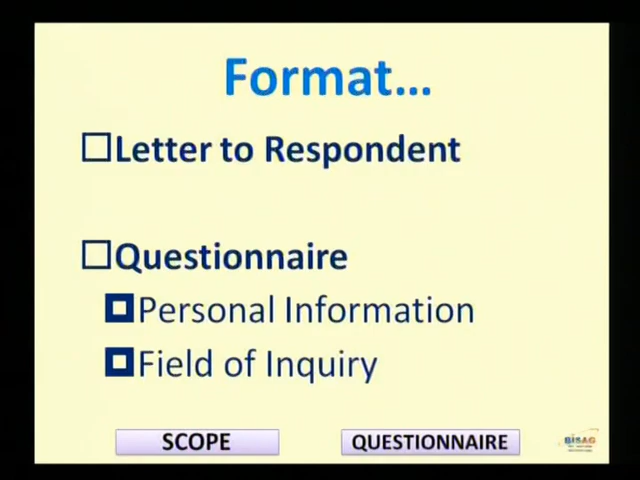 Format...
Letter to Respondent
Questionnaire
Personal Information
Field of Inquiry
SCOPE
QUESTIONNAIRE
BISAG